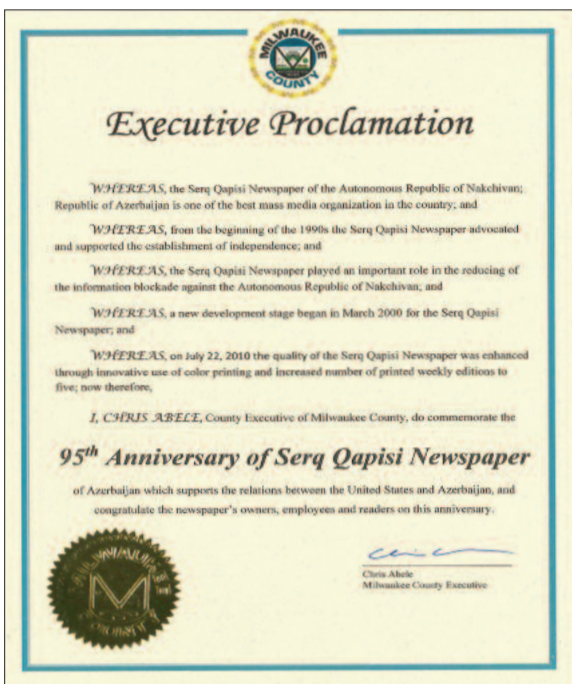 MILWAUKEE
COUNTY
Executive Proclamation
WHEREAS, the Serq Qapisi Newspaper of the Autonomous Republic of Nakchivan;
Republic of Azerbaijan is one of the best mass media organization in the country; and
WHEREAS, from the beginning of the 1990s the Serq Qapisi Newspaper advocated
and supported the establishment of independence; and
WHEREAS, the Serq Qapisi Newspaper played an important role in the reducing of
the information blockade against the Autonomous Republic of Nakchivan; and
WHEREAS, a new development stage began in March 2000 for the Serq Qapisi
Newspaper; and
WHEREAS, on July 22, 2010 the quality of the Serq Qapisi Newspaper was enhanced
through innovative use of color printing and increased number of printed weekly editions to
five; now therefore,
I, CHRIS ABELE, County Executive of Milwaukee County, do commemorate the
95th Anniversary of Serq Qapisi Newspaper
of Azerbaijan which supports the relations between the United States and Azerbaijan, and
congratulate the newspaper's owners, employees and readers on this anniversary.
MILWAUKEE
M
COUNTY
Chris Abele
Milwaukee County Executive